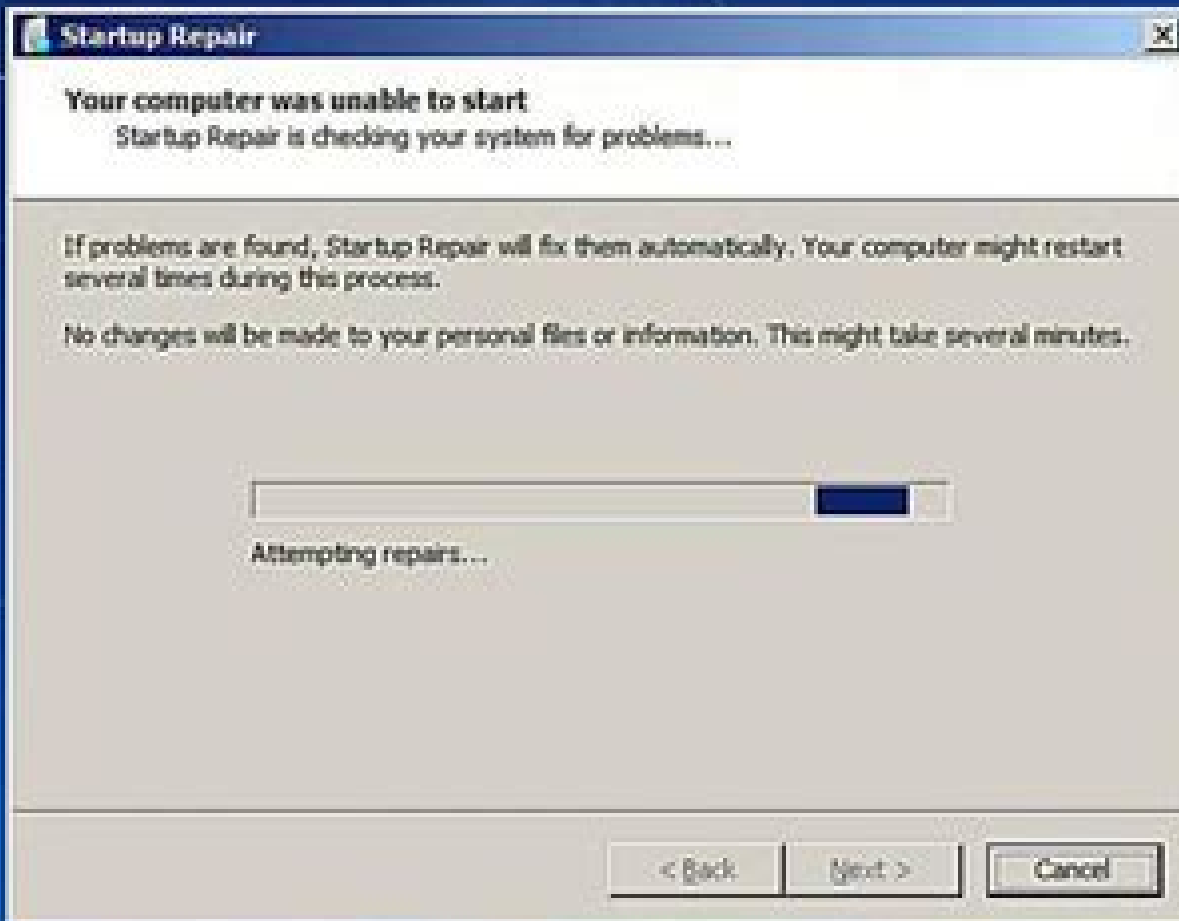 Startup Repair
Your computer was unable to start
Startup Repair is checking your system for problems...
If problems are found, Startup Repair will fix them automatically. Your computer might restart
several times during this process.
No changes will be made to your personal files or information. This might take several minutes.
Attempting repairs...
< Back
Next >
Cancel